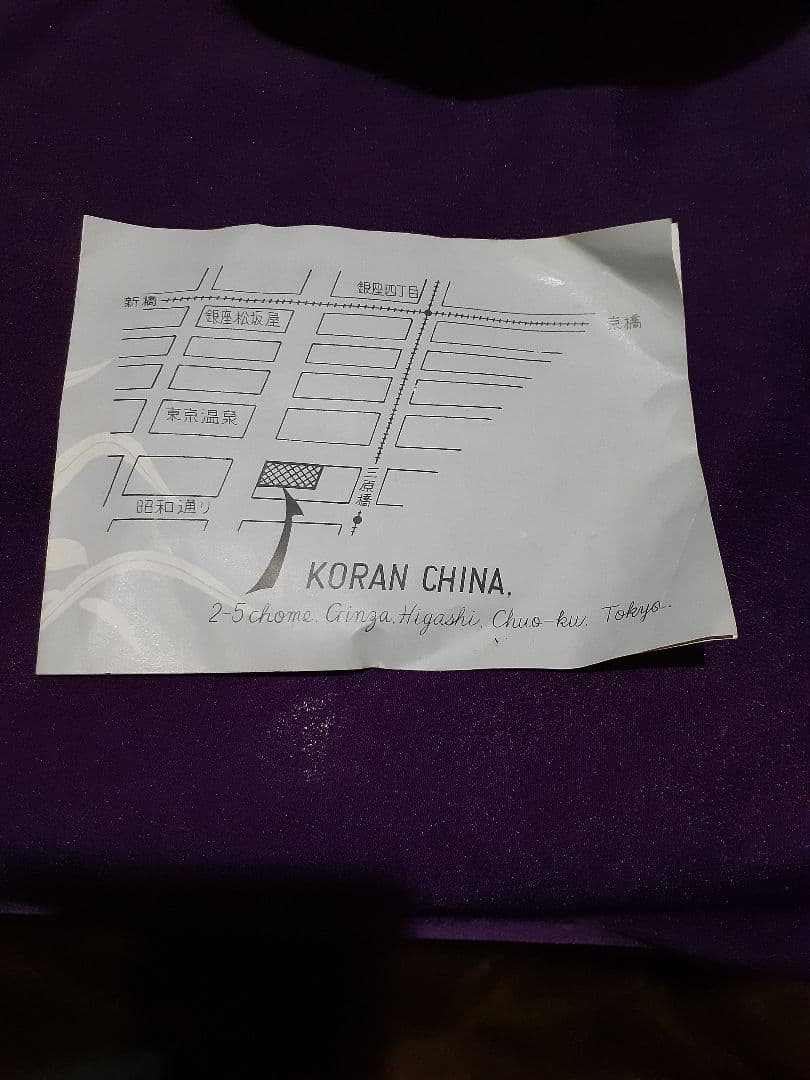 銀座四丁目
新橋
京橋
銀座松坂屋
東京温泉
三原橋
昭和通り
KORAN CHINA.
2-5 chome, Ginza, Higashi, Chuo-ku, Tokyo.